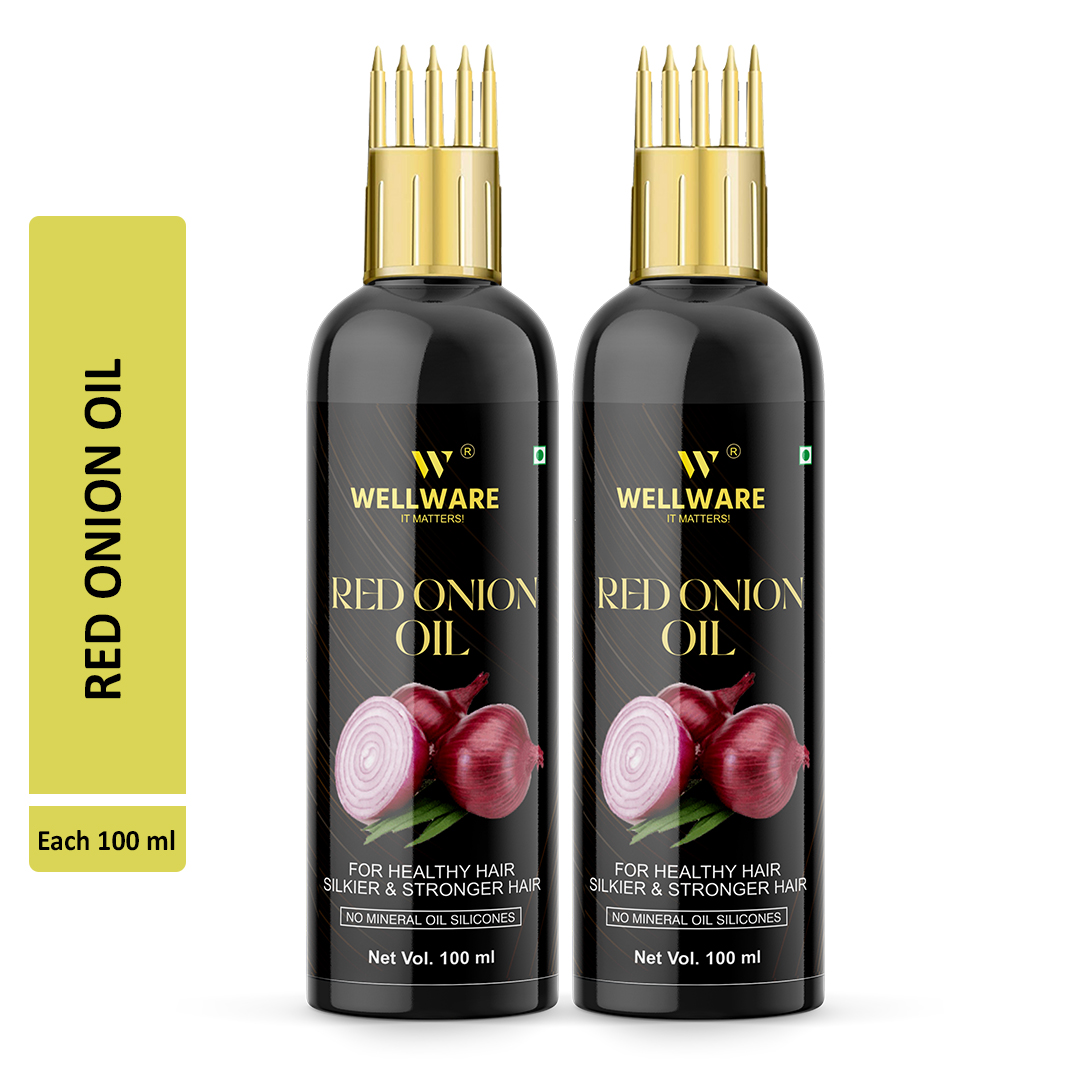 RED ONION OIL
Each 100 ml
W ®
WELLWARE
IT MATTERS!
RED ONION
OIL
FOR HEALTHY HAIR
SILKIER & STRONGER HAIR
NO MINERAL OIL SILICONES
Net Vol. 100 ml
W ®
WELLWARE
IT MATTERS!
RED ONION
OIL
FOR HEALTHY HAIR
SILKIER & STRONGER HAIR
NO MINERAL OIL SILICONES
Net Vol. 100 ml